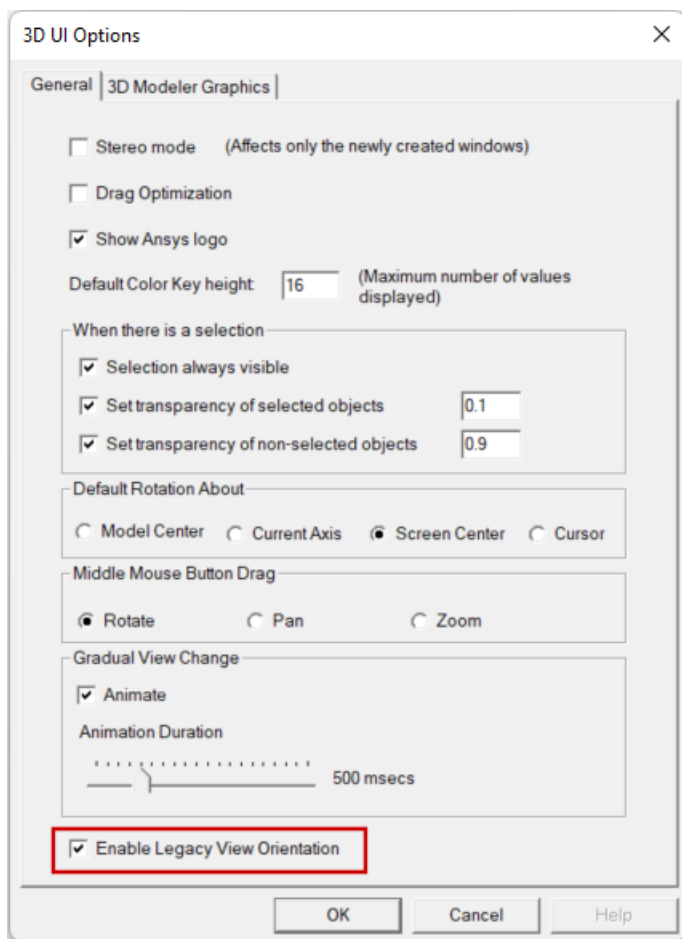 3D UI Options
General
3D Modeler Graphics
Stereo mode (Affects only the newly created windows)
Drag Optimization
Show Ansys logo
Default Color Key height: 16 (Maximum number of values
displayed)
When there is a selection
Selection always visible
Set transparency of selected objects 0.1
Set transparency of non-selected objects 0.9
Default Rotation About
Model Center Current Axis Screen Center Cursor
Middle Mouse Button Drag
Rotate Pan Zoom
Gradual View Change
Animate
Animation Duration
500 msecs
Enable Legacy View Orientation
OK Cancel Help